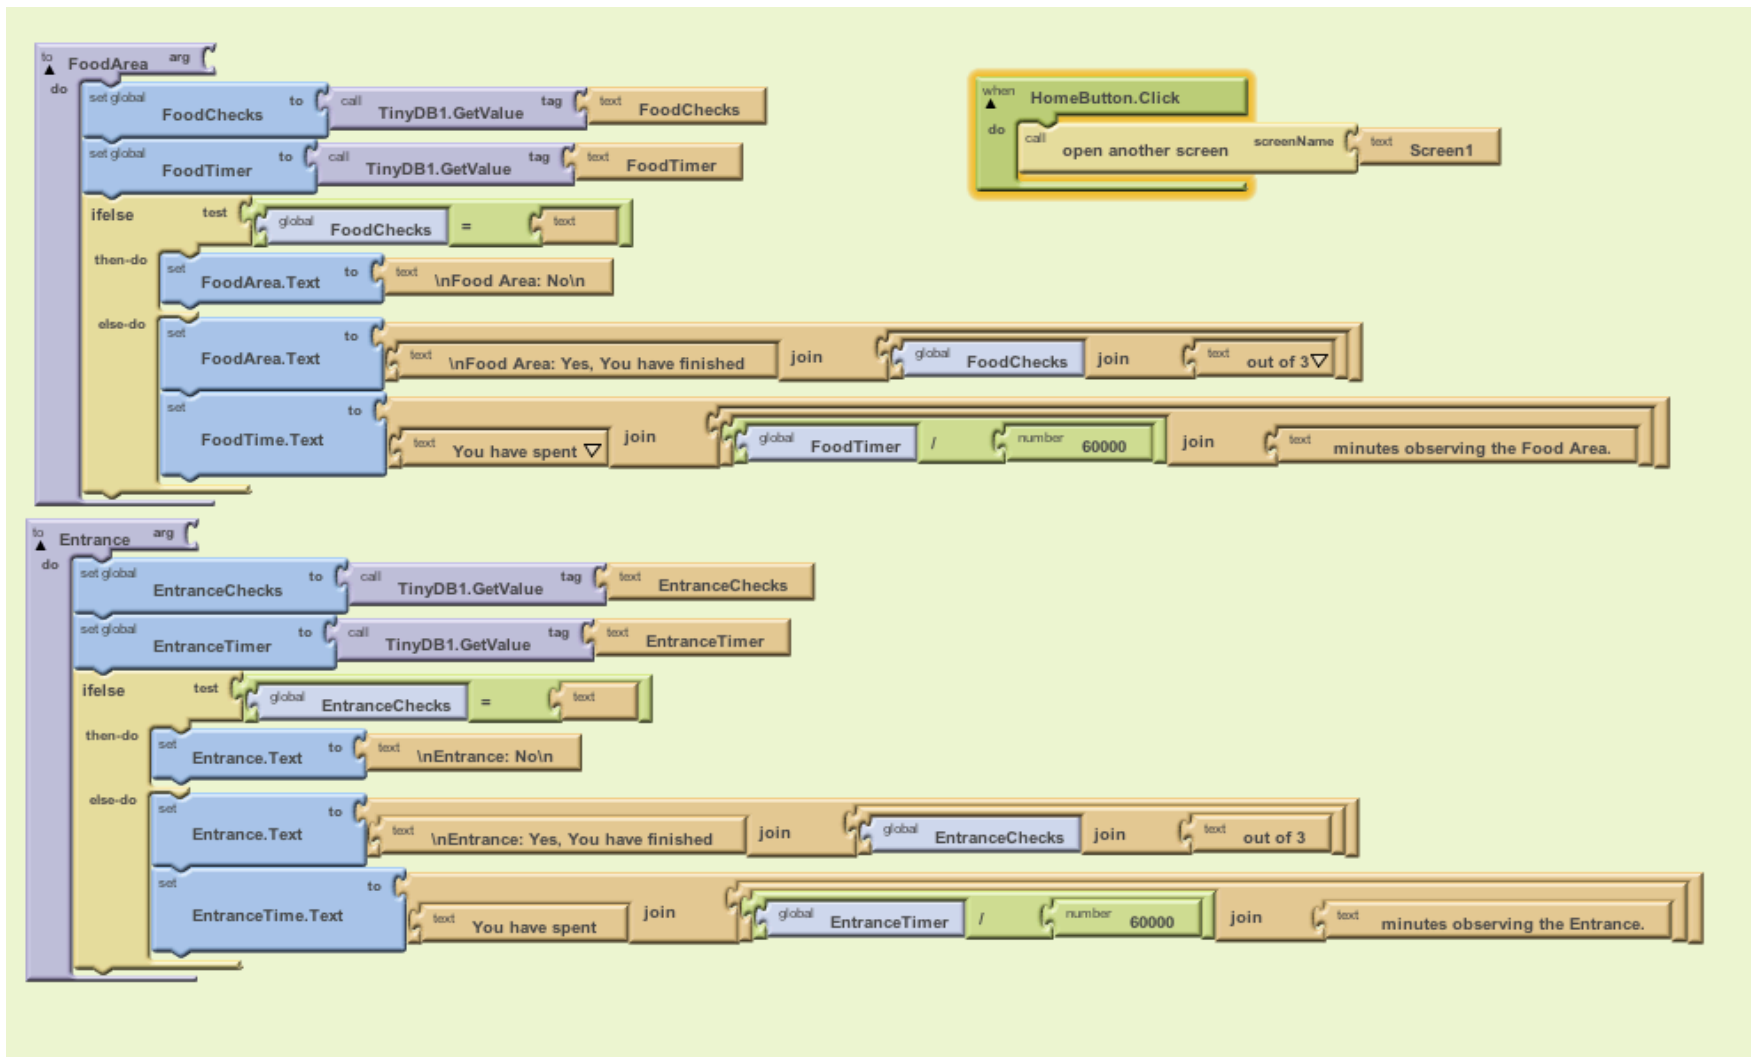 to FoodArea arg
do set global FoodChecks to call TinyDB1.GetValue tag text FoodChecks
set global FoodTimer to call TinyDB1.GetValue tag text FoodTimer
ifelse test global FoodChecks = text
then-do set FoodArea.Text to text \nFood Area: No\n
else-do set FoodArea.Text to text \nFood Area: Yes, You have finished join global FoodChecks join text out of 3
set FoodTime.Text to text You have spent join global FoodTimer / number 60000 join text minutes observing the Food Area.
when HomeButton.Click
do call open another screen screenName text Screen1
to Entrance arg
do set global EntranceChecks to call TinyDB1.GetValue tag text EntranceChecks
set global EntranceTimer to call TinyDB1.GetValue tag text EntranceTimer
ifelse test global EntranceChecks = text
then-do set Entrance.Text to text \nEntrance: No\n
else-do set Entrance.Text to text \nEntrance: Yes, You have finished join global EntranceChecks join text out of 3
set EntranceTime.Text to text You have spent join global EntranceTimer / number 60000 join text minutes observing the Entrance.